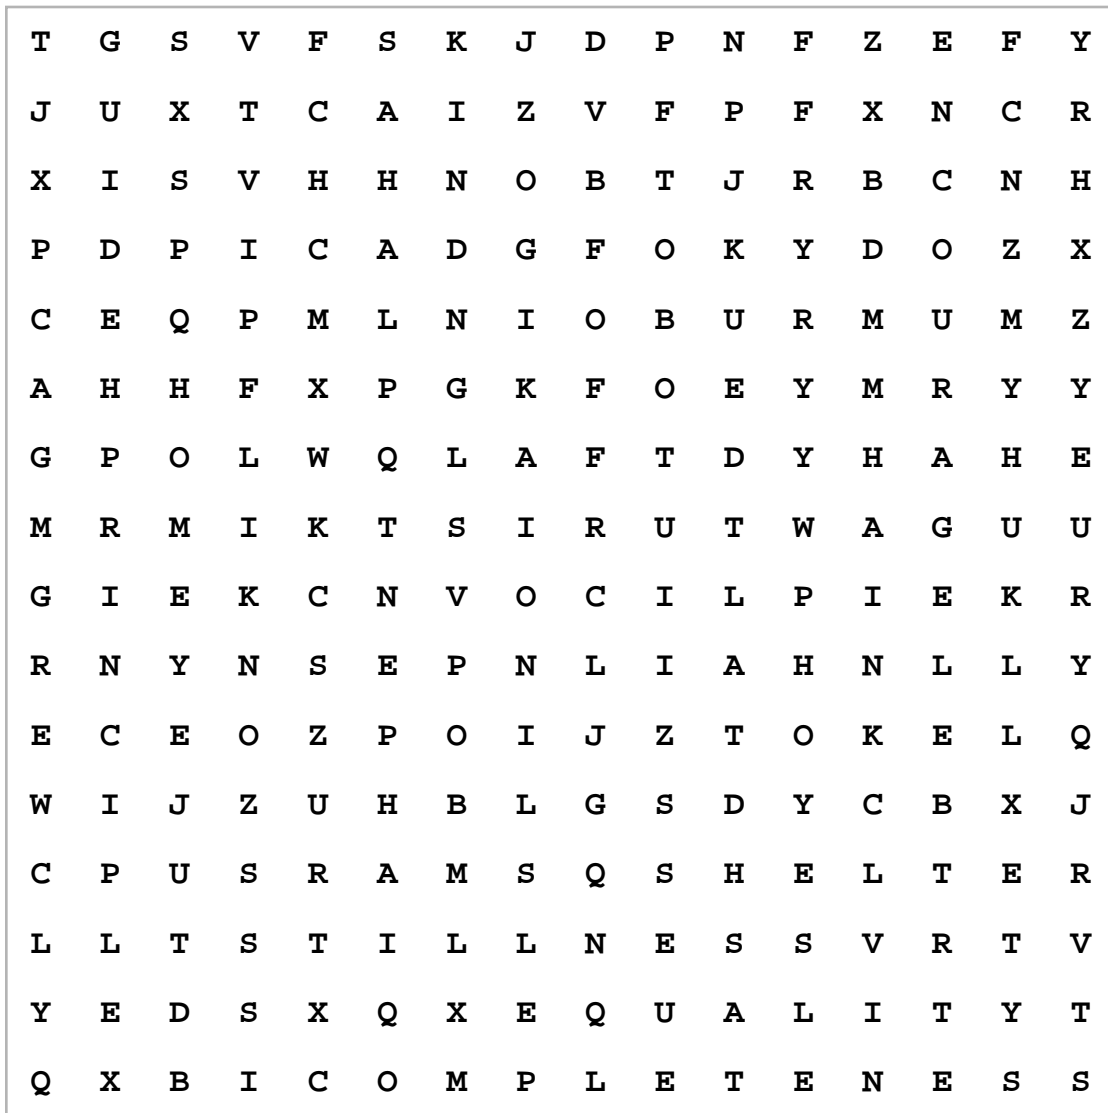 T G S V F S K J D P N F Z E F Y
J U X T C A I Z V F P F X N C R
X I S V H H N O B T J R B C N H
P D P I C A D G F O K Y D O Z X
C E Q P M L N I O B U R M U M Z
A H H F X P G K F O E Y M R Y Y
G P O L W Q L A F T D Y H A H E
M R M I K T S I R U T W A G U U
G I E K C N V O C I L P I E K R
R N Y N S E P N L I A H N L L Y
E C E O Z P O I J Z T O K E L Q
W I J Z U H B L G S D Y C B X J
C P U S R A M S Q S H E L T E R
L L T S T I L L N E S S V R T V
Y E D S X Q X E Q U A L I T Y T
Q X B I C O M P L E T E N E S S